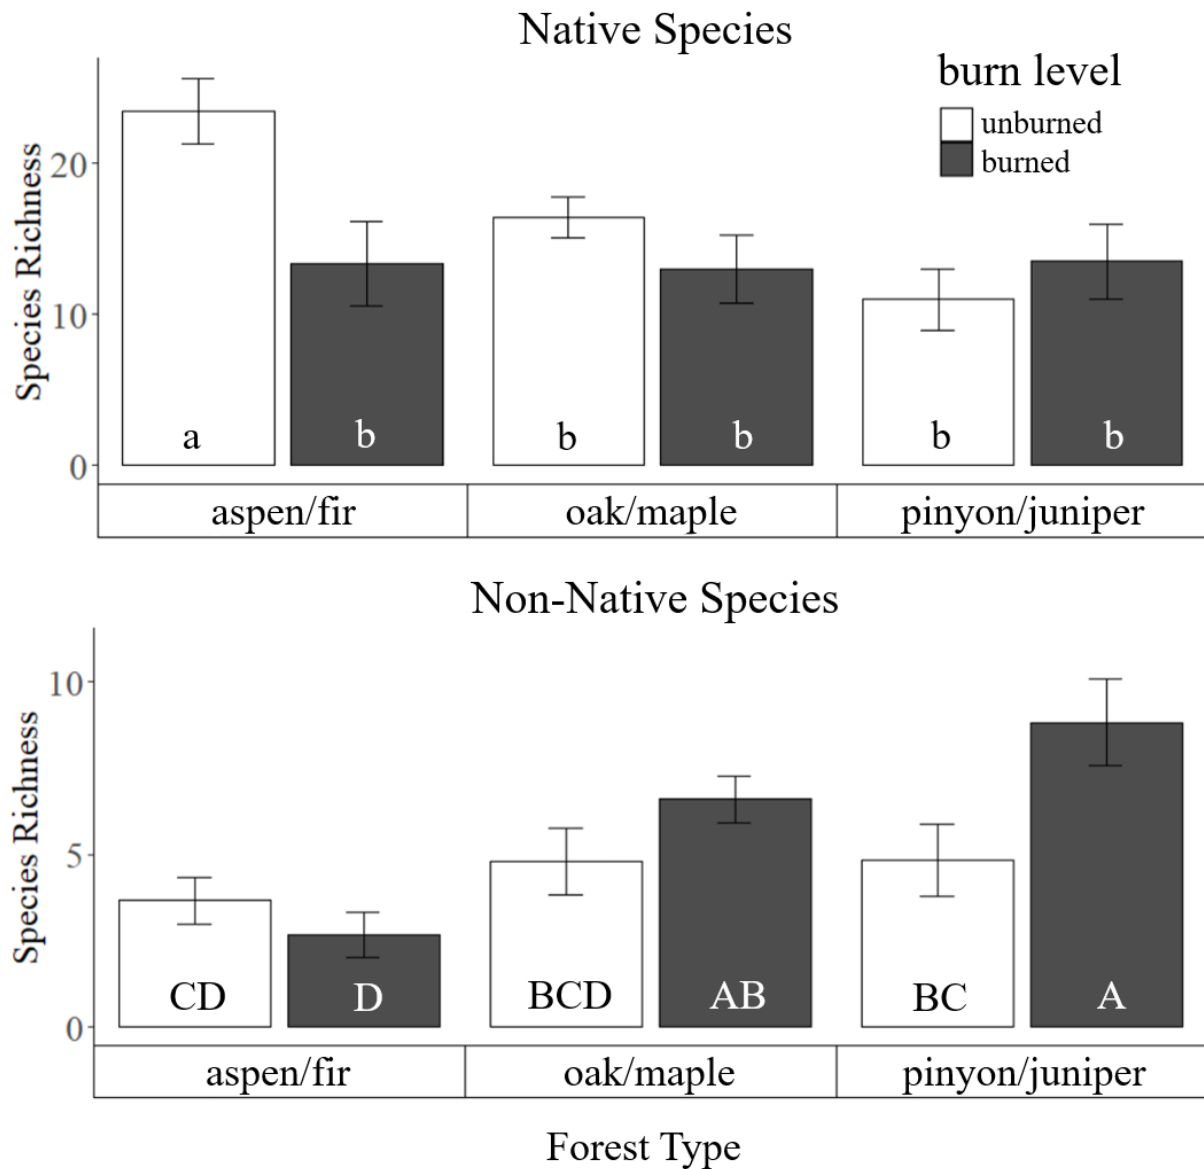 Native Species
burn level
unburned
burned
Species Richness
20
10
0
a b b b b b
aspen/fir oak/maple pinyon/juniper
Non-Native Species
Species Richness
10
5
0
CD D BCD AB BC A
aspen/fir oak/maple pinyon/juniper
Forest Type